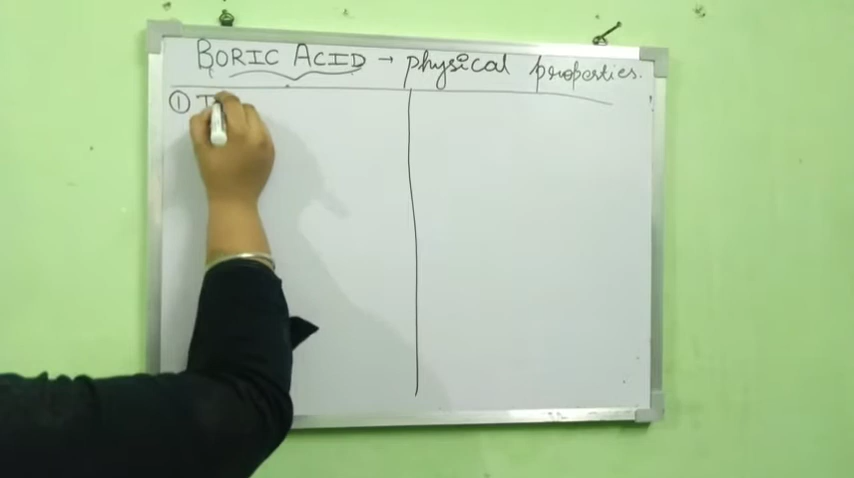 BORIC ACID → physical properties.
① I